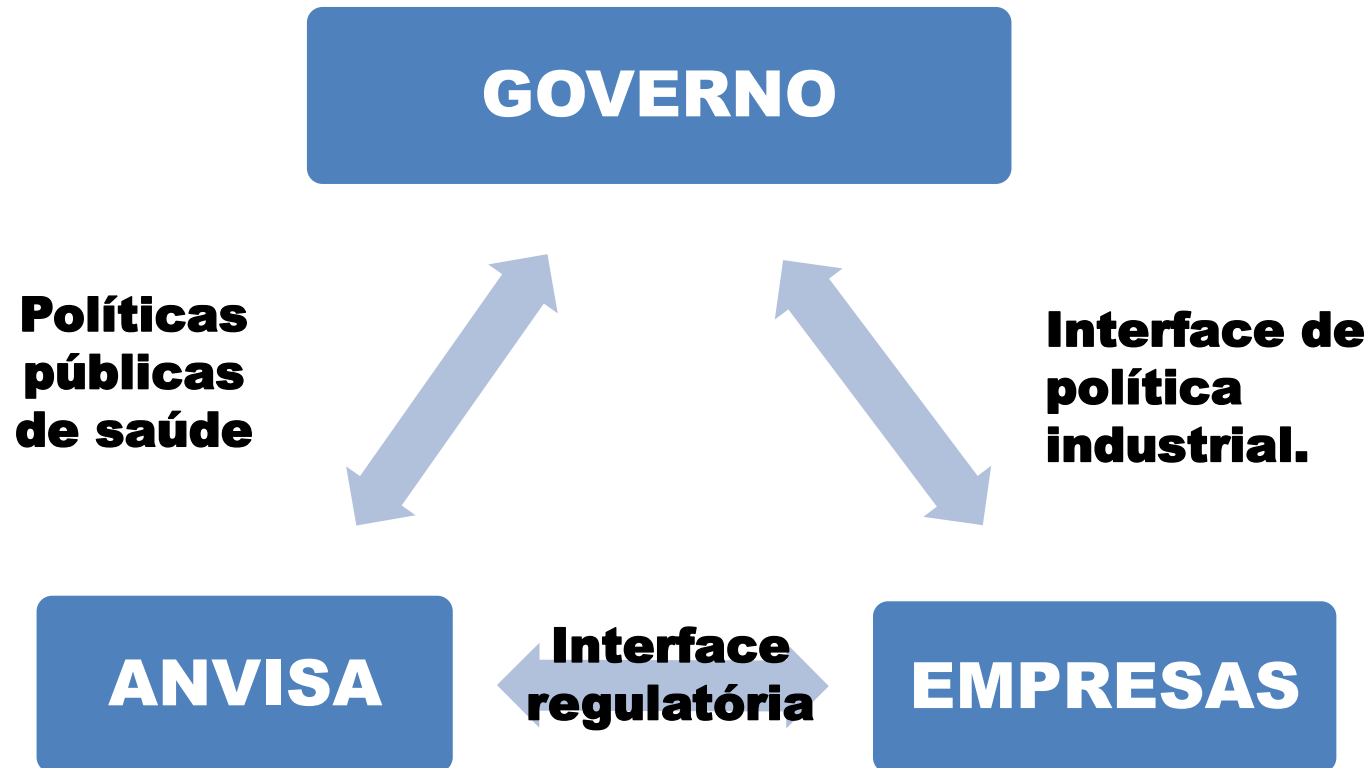 GOVERNO
Políticas
públicas
de saúde
Interface de
política
industrial.
ANVISA
Interface
regulatória
EMPRESAS